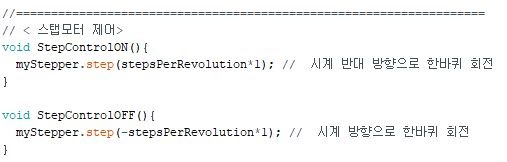 //===================================================================
// < 스탭모터 제어>
void StepControlON(){
  myStepper.step(stepsPerRevolution*1); //  시계 반대 방향으로 한바퀴 회전
}
void StepControlOFF(){
  myStepper.step(-stepsPerRevolution*1); //  시계 방향으로 한바퀴 회전
}